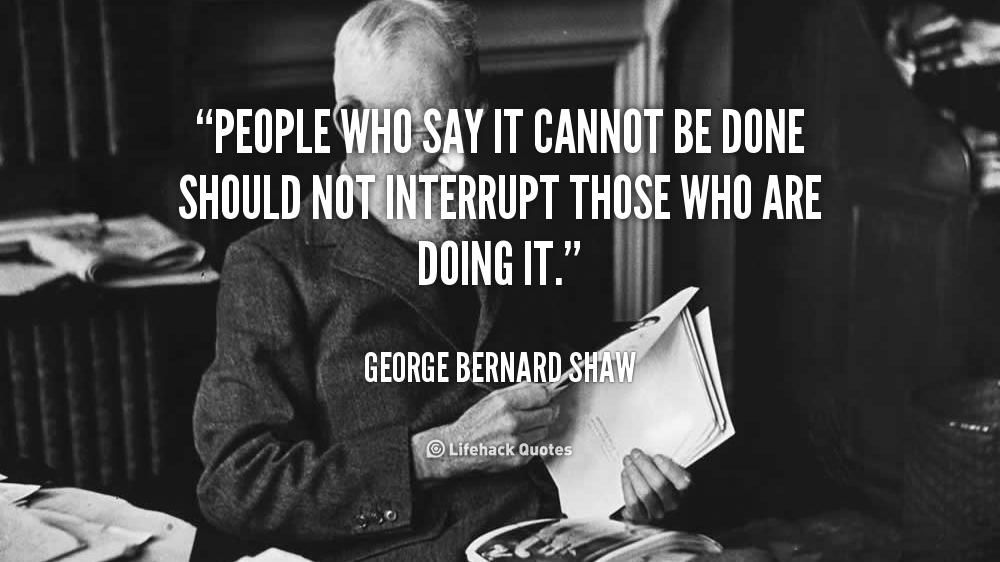 “PEOPLE WHO SAY IT CANNOT BE DONE
SHOULD NOT INTERRUPT THOSE WHO ARE
DOING IT.”
GEORGE BERNARD SHAW
Lifehack Quotes